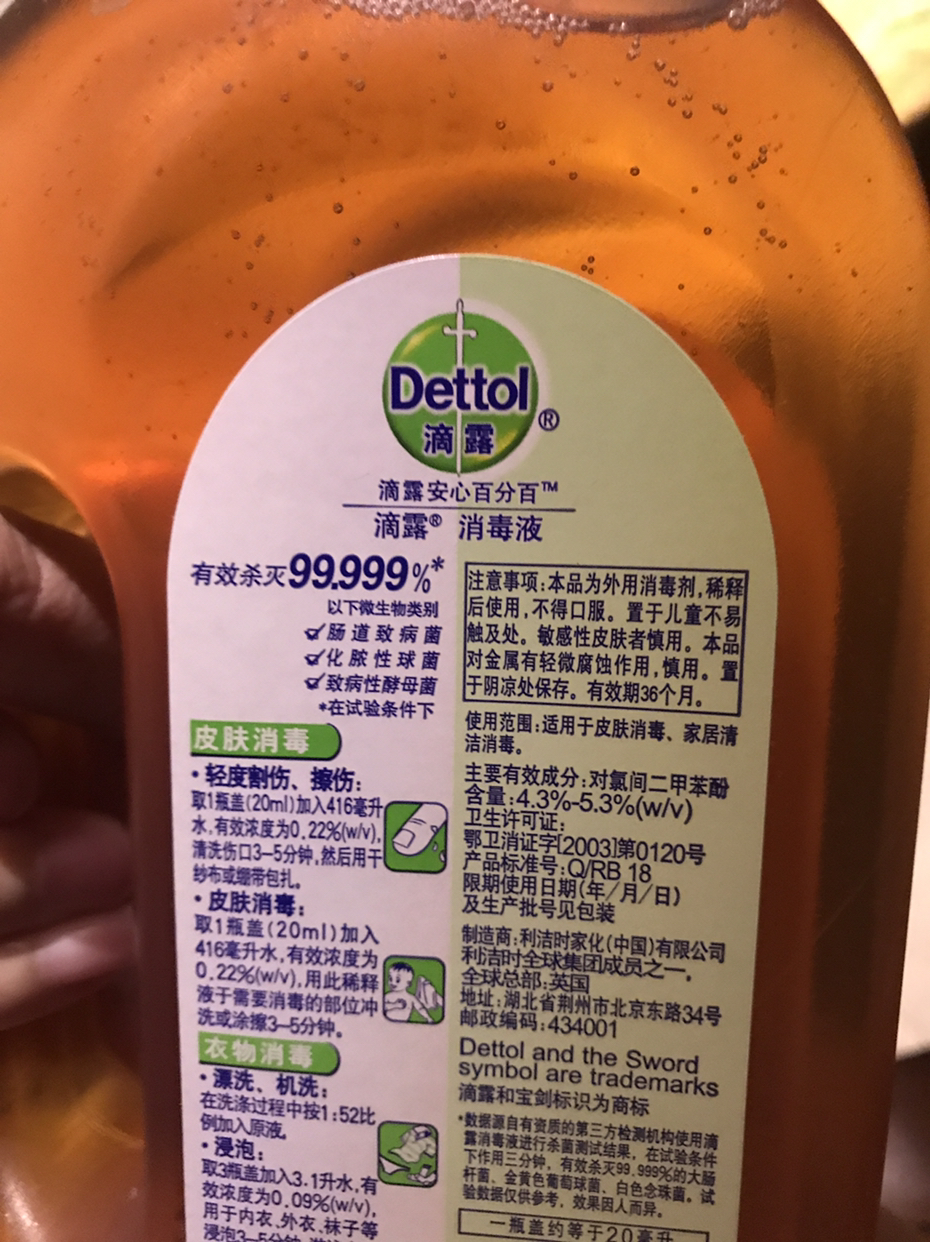 Dettol
滴露®
滴露安心百分百™
滴露® 消毒液
有效杀灭99.999%*
以下微生物类别
肠道致病菌
化脓性球菌
致病性酵母菌
*在试验条件下
皮肤消毒
·轻度割伤、擦伤:
取1瓶盖(20ml)加入416毫升
水,有效浓度为0.22%(w/v),
清洗伤口3-5分钟,然后用干
纱布或绷带包扎。
·皮肤消毒:
取1瓶盖(20ml)加入
416毫升水,有效浓度为
0.22%(w/v),用此稀释
液于需要消毒的部位冲
洗或涂擦3-5分钟。
衣物消毒
·漂洗、机洗:
在洗涤过程中按1:52比
例加入原液。
·浸泡:
取3瓶盖加入3.1升水,有
效浓度为0.09%(w/v),
用于内衣、外衣、袜子等
浸泡3-5分钟
注意事项:本品为外用消毒剂,稀释
后使用,不得口服。置于儿童不易
触及处。敏感性皮肤者慎用。本品
对金属有轻微腐蚀作用,慎用。置
于阴凉处保存。有效期36个月。
使用范围:适用于皮肤消毒、家居清
洁消毒。
主要有效成分:对氯间二甲苯酚
含量:4.3%-5.3%(w/v)
卫生许可证:
鄂卫消证字[2003]第0120号
产品标准号:Q/RB 18
限期使用日期(年/月/日)
及生产批号见包装
制造商:利洁时家化(中国)有限公司
利洁时全球集团成员之一,
全球总部:英国
地址:湖北省荆州市北京东路34号
邮政编码:434001
Dettol and the Sword
symbol are trademarks
滴露和宝剑标识为商标
*数据源自有资质的第三方检测机构使用滴
露消毒液进行杀菌测试结果,在试验条件
下作用三分钟,有效杀灭99.999%的大肠
杆菌、金黄色葡萄球菌、白色念珠菌。试
验数据仅供参考,效果因人而异。
一瓶盖约等于20毫升